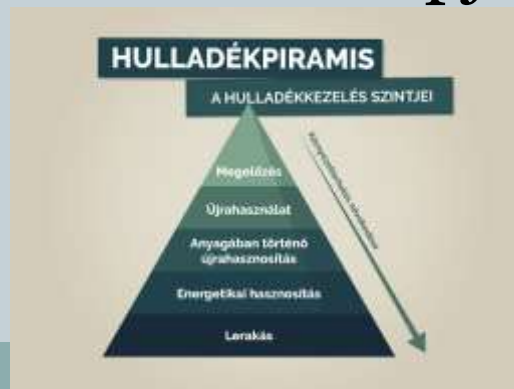 HULLADÉKPIRAMIS
A HULLADÉKKEZELÉS SZINTJEI
Megelőzés
Újrahasználat
Anyagában történő
újrahasznosítás
Energetikai hasznosítás
Lerakás